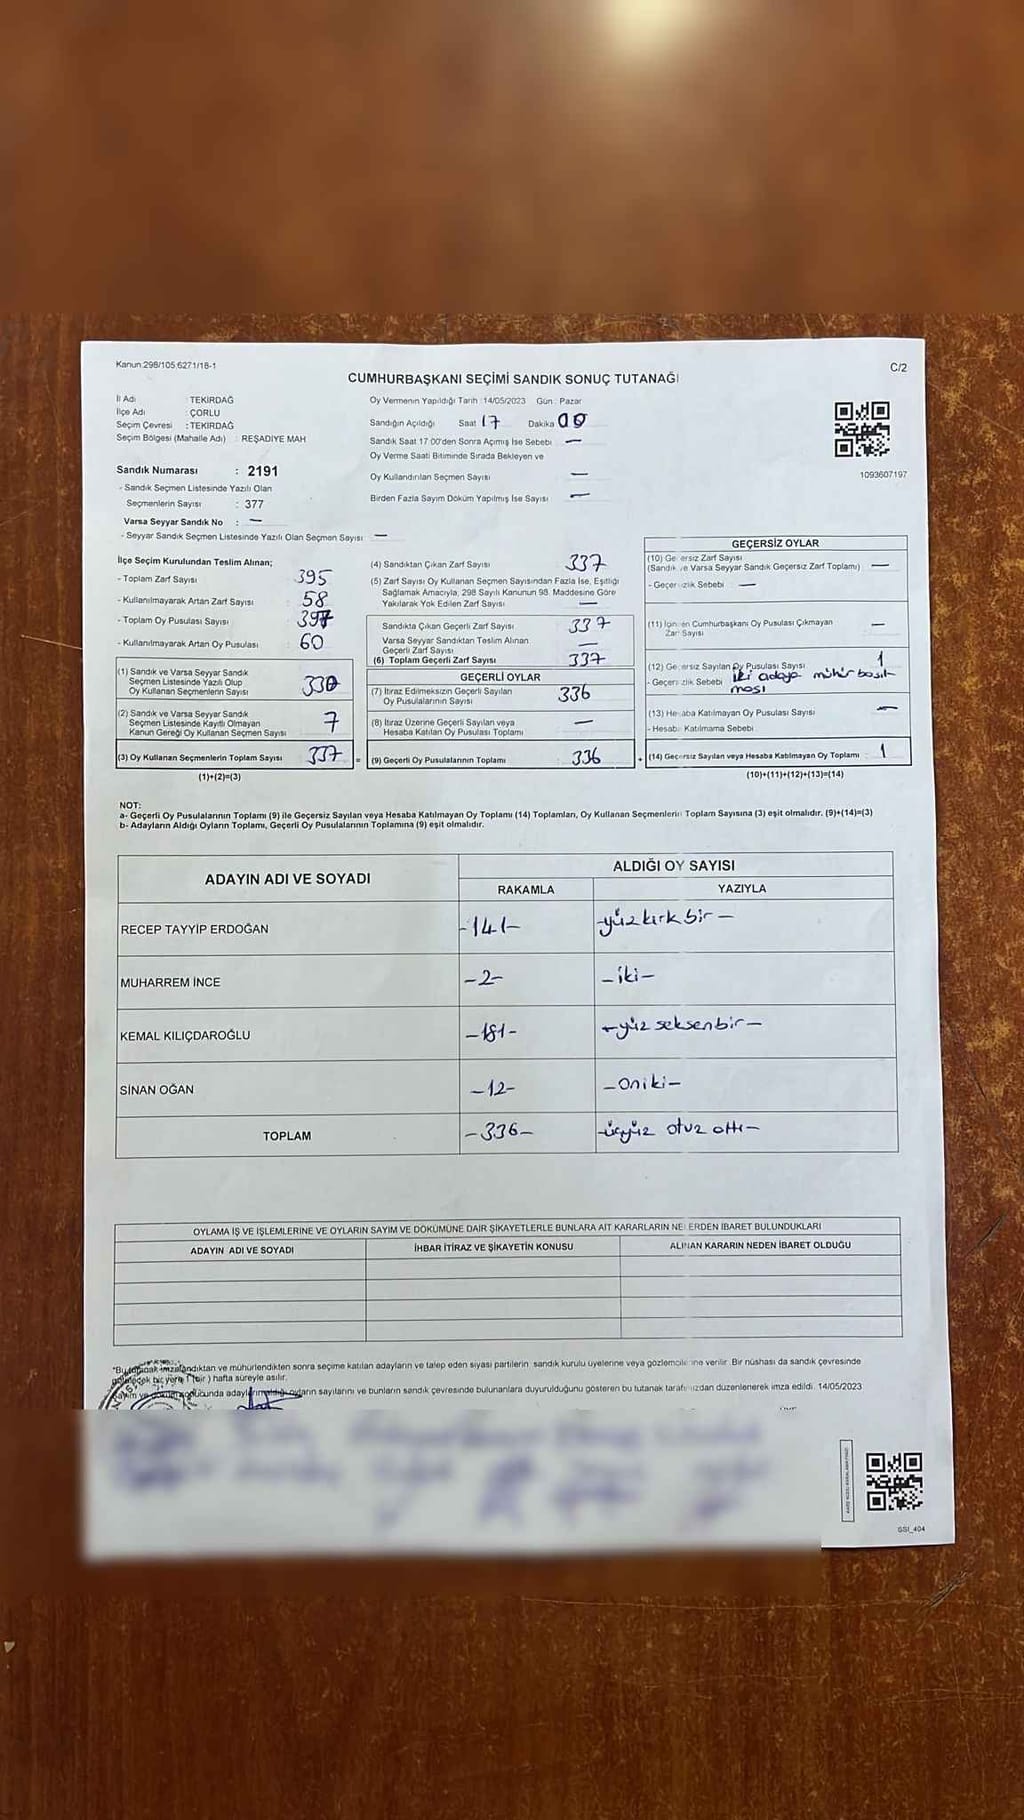 Kanun.298/105.6271/18-1
C/2
CUMHURBAŞKANI SEÇİMİ SANDIK SONUÇ TUTANAĞI
İl Adı : TEKİRDAĞ
İlçe Adı : ÇORLU
Seçim Çevresi : TEKİRDAĞ
Seçim Bölgesi (Mahalle Adı) : REŞADİYE MAH
Oy Vermenin Yapıldığı Tarih :14/05/2023 Gün : Pazar
Sandığın Açıldığı Saat 17 Dakika 00
Sandık Saat 17 00'den Sonra Açımış İse Sebebi —
Oy Verme Saati Bitiminde Sırada Bekleyen ve
Oy Kullandırılan Seçmen Sayısı —
Birden Fazla Sayım Döküm Yapılmış İse Sayısı —
1093607197
Sandık Numarası : 2191
- Sandık Seçmen Listesinde Yazılı Olan
Seçmenlerin Sayısı : 377
Varsa Seyyar Sandık No : —
- Seyyar Sandık Seçmen Listesinde Yazılı Olan Seçmen Sayısı —
İlçe Seçim Kurulundan Teslim Alınan;
- Toplam Zarf Sayısı 395
- Kullanılmayarak Artan Zarf Sayısı 58
- Toplam Oy Pusulası Sayısı 397
- Kullanılmayarak Artan Oy Pusulası 60
(1) Sandık ve Varsa Seyyar Sandık
Seçmen Listesinde Yazılı Olup
Oy Kullanan Seçmenlerin Sayısı 330
(2) Sandık ve Varsa Seyyar Sandık
Seçmen Listesinde Kayıtlı Olmayan
Kanun Gereği Oy Kullanan Seçmen Sayısı 7
(3) Oy Kullanan Seçmenlerin Toplam Sayısı 337
(1)+(2)=(3)
(4) Sandıktan Çıkan Zarf Sayısı 337
(5) Zarf Sayısı Oy Kullanan Seçmen Sayısından Fazla İse, Eşitliği
Sağlamak Amacıyla, 298 Sayılı Kanunun 98. Maddesine Göre
Yakılarak Yok Edilen Zarf Sayısı —
Sandıkta Çıkan Geçerli Zarf Sayısı 337
Varsa Seyyar Sandıktan Teslim Alınan
Geçerli Zarf Sayısı —
(6) Toplam Geçerli Zarf Sayısı 337
GEÇERLİ OYLAR
(7) İtiraz Edilmeksizin Geçerli Sayılan
Oy Pusulalarının Sayısı 336
(8) İtiraz Üzerine Geçerli Sayılan veya
Hesaba Katılan Oy Pusulası Toplamı —
= (9) Geçerli Oy Pusulalarının Toplamı 336
GEÇERSİZ OYLAR
(10) Geçersiz Zarf Sayısı
(Sandık ve Varsa Seyyar Sandık Geçersiz Zarf Toplamı) —
- Geçersizlik Sebebi —
(11) İçinden Cumhurbaşkanı Oy Pusulası Çıkmayan
Zarf Sayısı —
(12) Geçersiz Sayılan Oy Pusulası Sayısı 1
- Geçersizlik Sebebi iki adaya mühür basıl-
ması
(13) Hesaba Katılmayan Oy Pusulası Sayısı —
- Hesaba Katılmama Sebebi
+ (14) Geçersiz Sayılan veya Hesaba Katılmayan Oy Toplamı 1
(10)+(11)+(12)+(13)=(14)
NOT:
a- Geçerli Oy Pusulalarının Toplamı (9) ile Geçersiz Sayılan veya Hesaba Katılmayan Oy Toplamı (14) Toplamları, Oy Kullanan Seçmenlerin Toplam Sayısına (3) eşit olmalıdır. (9)+(14)=(3)
b- Adayların Aldığı Oyların Toplamı, Geçerli Oy Pusulalarının Toplamına (9) eşit olmalıdır.
ADAYIN ADI VE SOYADI
ALDIĞI OY SAYISI
RAKAMLA YAZIYLA
RECEP TAYYİP ERDOĞAN -141- -yüzkırkbir-
MUHARREM İNCE -2- -iki-
KEMAL KILIÇDAROĞLU -181- -yüzseksenbir-
SİNAN OĞAN -12- -Oniki-
TOPLAM -336- -üçyüz otuz altı-
OYLAMA İŞ VE İŞLEMLERİNE VE OYLARIN SAYIM VE DÖKÜMÜNE DAİR ŞİKAYETLERLE BUNLARA AİT KARARLARIN NELERDEN İBARET BULUNDUKLARI
ADAYIN ADI VE SOYADI İHBAR İTİRAZ VE ŞİKAYETİN KONUSU ALINAN KARARIN NEDEN İBARET OLDUĞU
*Bu tutanak imzalandıktan ve mühürlendikten sonra seçime katılan adayların ve talep eden siyasi partilerin sandık kurulu üyelerine veya gözlemcilerine verilir. Bir nüshası da sandık çevresinde
görülecek bir yere 1 (bir) hafta süreyle asılır.
Sayım ve döküm sonucunda adayların aldığı oyların sayılarını ve bunların sandık çevresinde bulunanlara duyurulduğunu gösteren bu tutanak tarafımızdan düzenlenerek imza edildi. 14/05/2023
GSI_404